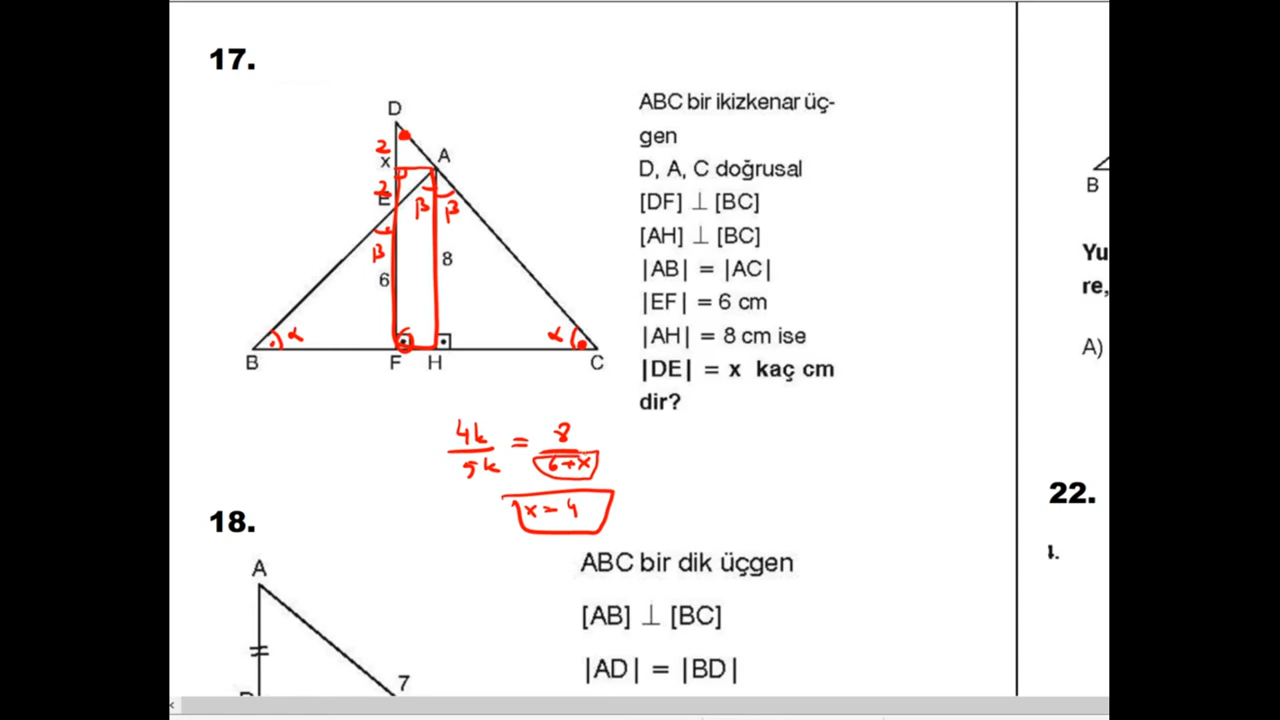 17.
D
2
x
A
2
E
β
β
β
8
6
α
α
B
F
H
C
ABC bir ikizkenar üç-
gen
D, A, C doğrusal
[DF] ⊥ [BC]
[AH] ⊥ [BC]
|AB| = |AC|
|EF| = 6 cm
|AH| = 8 cm ise
|DE| = x kaç cm
dir?
4k/5k = 8/6+x
x = 4
18.
A
7
ABC bir dik üçgen
[AB] ⊥ [BC]
|AD| = |BD|
B
Yu
re,
A)
22.